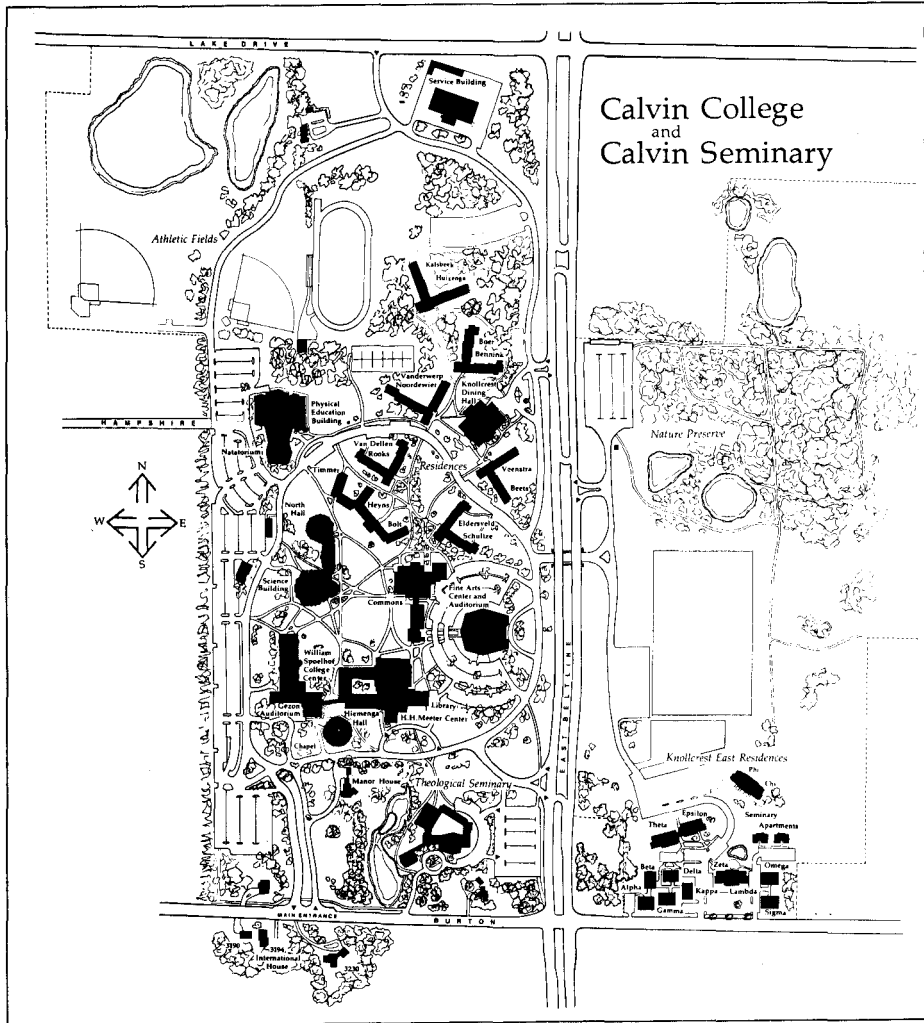 LAKE DRIVE
Service Building
Calvin College
and
Calvin Seminary
Athletic Fields
Kalsbeek
Huizenga
Boer
Bennink
Vanderwerp
Noordewier
Knollcrest
Dining
Hall
Physical
Education
Building
HAMPSHIRE
Natatorium
Van Dellen
Rooks
Residences
Nature Preserve
Timmer
Veenstra
Beets
N
W
E
S
North
Hall
Heyns
Bolt
Eldersveld
Schultze
Science
Building
Commons
Fine Arts
Center and
Auditorium
William
Spoelhof
College
Center
Gezon
Auditorium
Hiemenga
Hall
Library
H.H. Meeter Center
EAST BELTLINE
Chapel
Manor House
Theological Seminary
Knollcrest East Residences
Phi
Chi
Theta
Epsilon
Seminary
Apartments
Beta
Delta
Zeta
Omega
Alpha
Kappa
Lambda
Gamma
Sigma
MAIN ENTRANCE
BURTON
3190
3194
International
House
3230